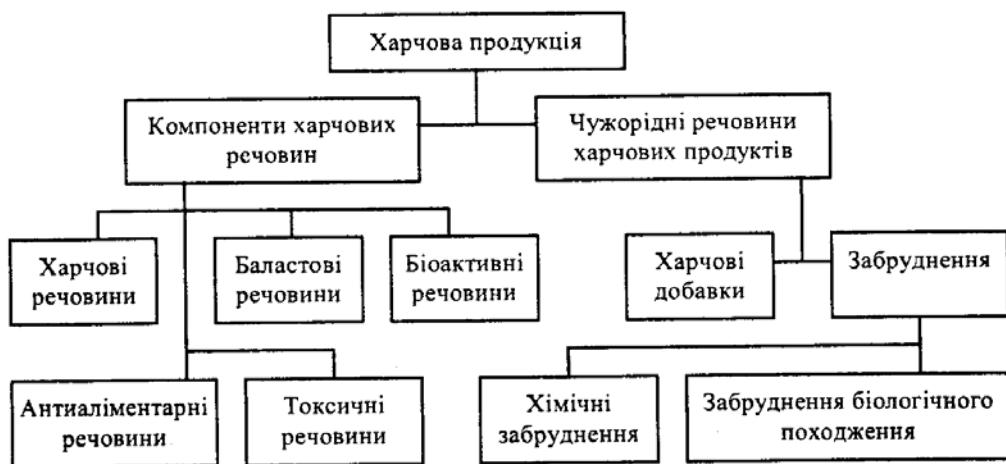 Харчова продукція
Компоненти харчових
речовин
Чужорідні речовини
харчових продуктів
Харчові
речовини
Баластові
речовини
Біоактивні
речовини
Харчові
добавки
Забруднення
Антиаліментарні
речовини
Токсичні
речовини
Хімічні
забруднення
Забруднення біологічного
походження